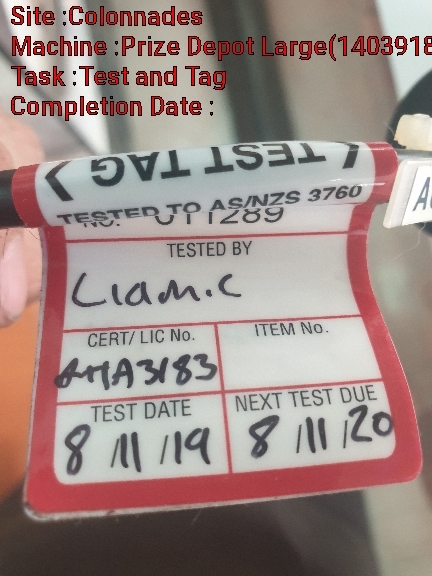 Site :Colonnades
Machine :Prize Depot Large(1403918
Task :Test and Tag
Completion Date :
TEST TAG
TESTED TO AS/NZS 3760
No. 011289
TESTED BY
Liam.C
CERT/ LIC No.
ITEM No.
AHA3183
TEST DATE
NEXT TEST DUE
8 /11 /19
8 /11 /20